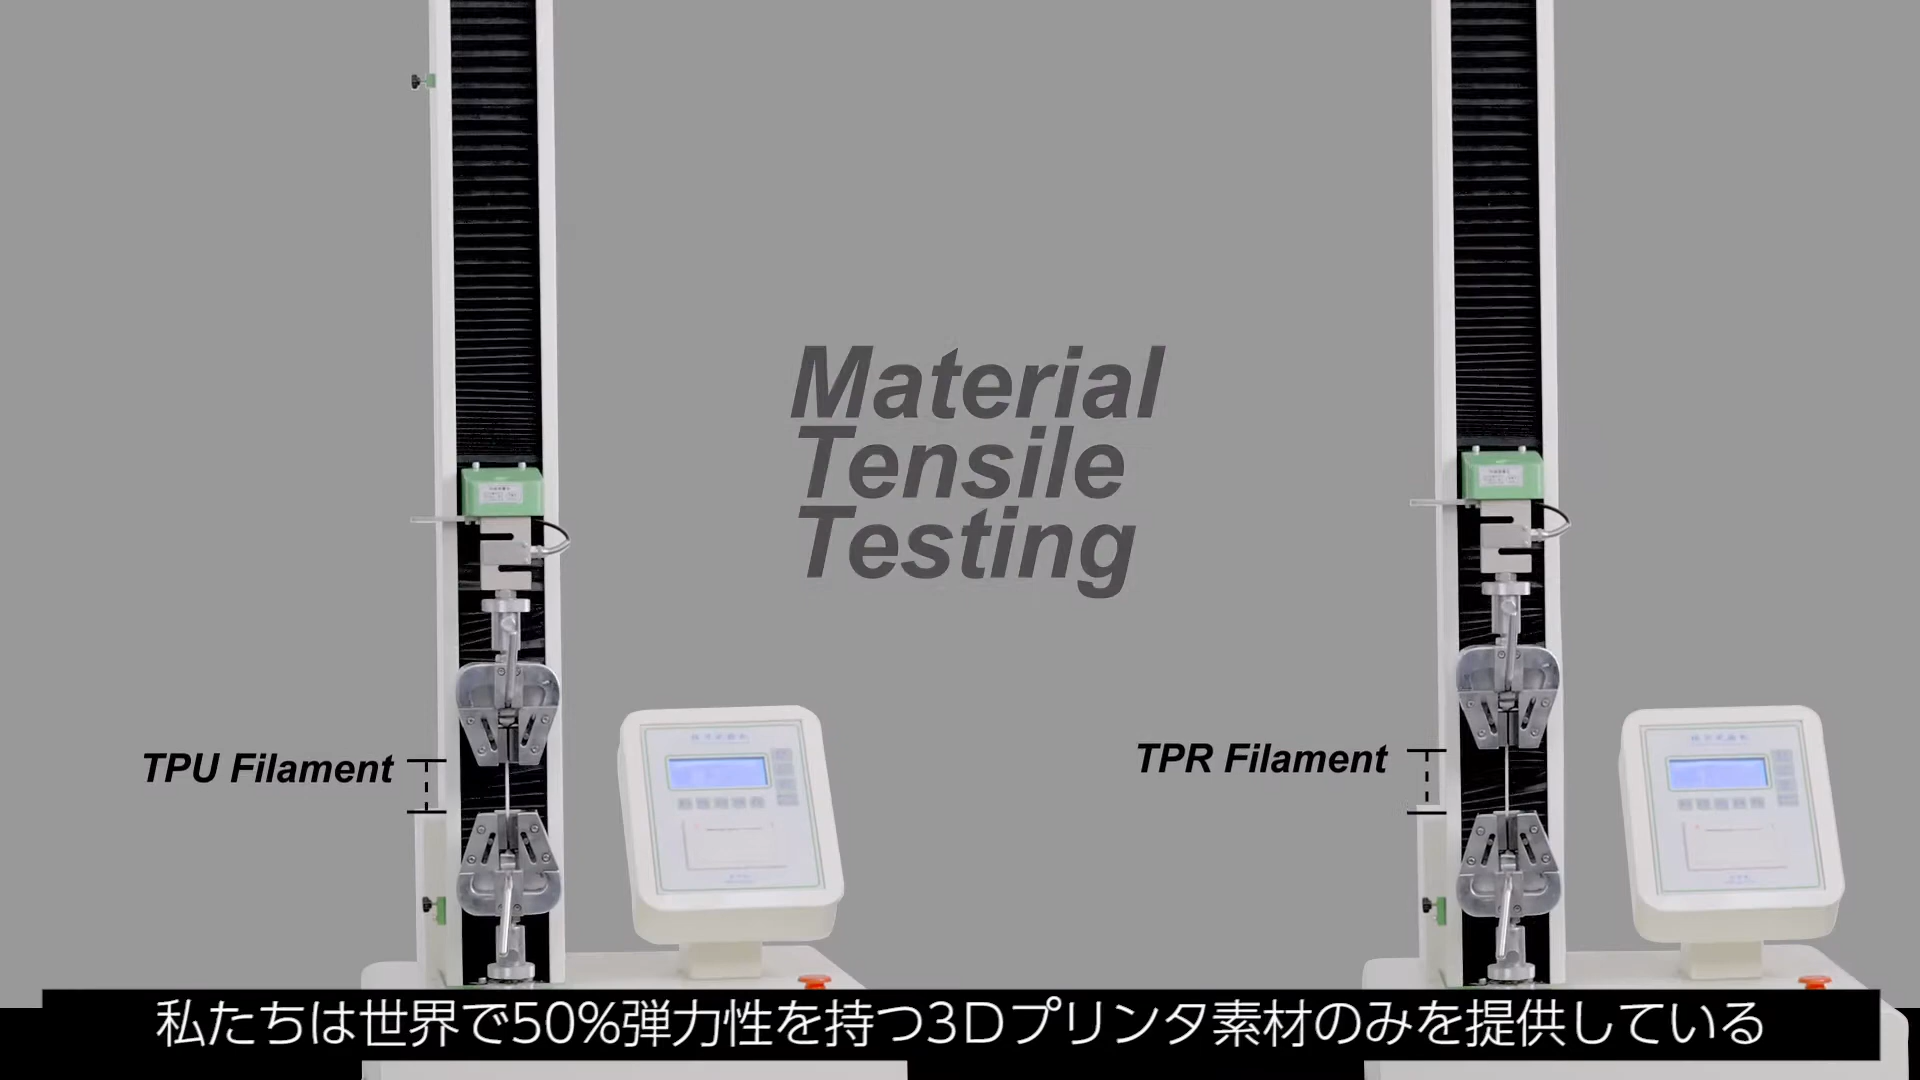 Material
Tensile
Testing
TPU Filament
TPR Filament
私たちは世界で50%弾力性を持つ3Dプリンタ素材のみを提供している